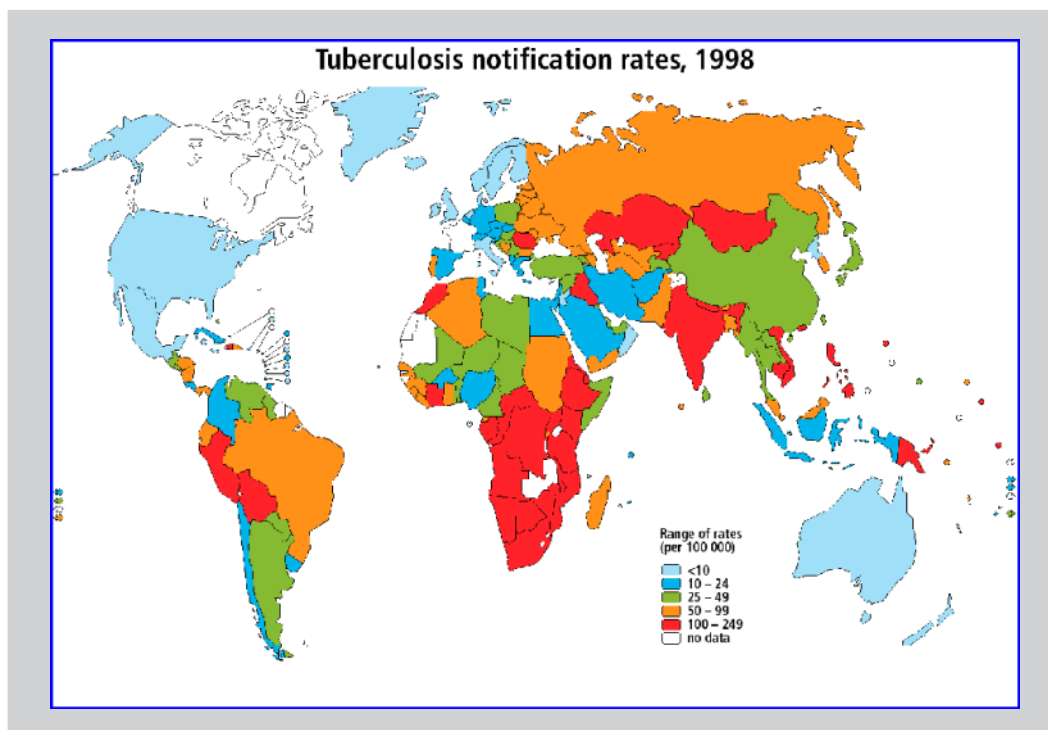 Tuberculosis notification rates, 1998
Range of rates
(per 100 000)
<10
10 – 24
25 – 49
50 – 99
100 – 249
no data